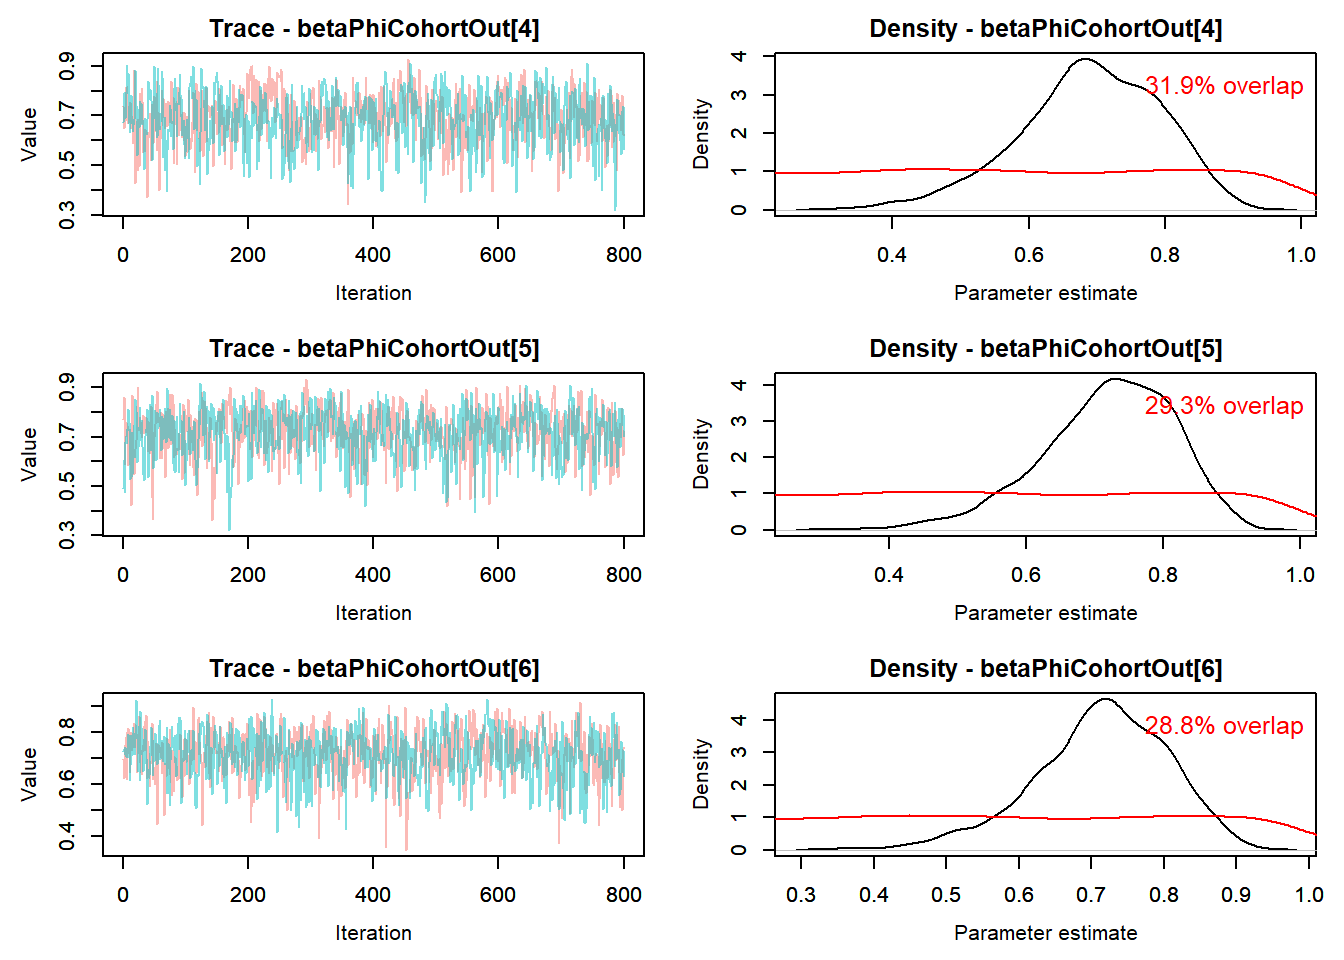 Trace - betaPhiCohortOut[4]
Value
0.3 0.5 0.7 0.9
0 200 400 600 800
Iteration
Density - betaPhiCohortOut[4]
Density
0 1 2 3 4
31.9% overlap
0.4 0.6 0.8 1.0
Parameter estimate
Trace - betaPhiCohortOut[5]
Value
0.3 0.5 0.7 0.9
0 200 400 600 800
Iteration
Density - betaPhiCohortOut[5]
Density
0 1 2 3 4
29.3% overlap
0.4 0.6 0.8 1.0
Parameter estimate
Trace - betaPhiCohortOut[6]
Value
0.4 0.6 0.8
0 200 400 600 800
Iteration
Density - betaPhiCohortOut[6]
Density
0 1 2 3 4
28.8% overlap
0.3 0.4 0.5 0.6 0.7 0.8 0.9 1.0
Parameter estimate